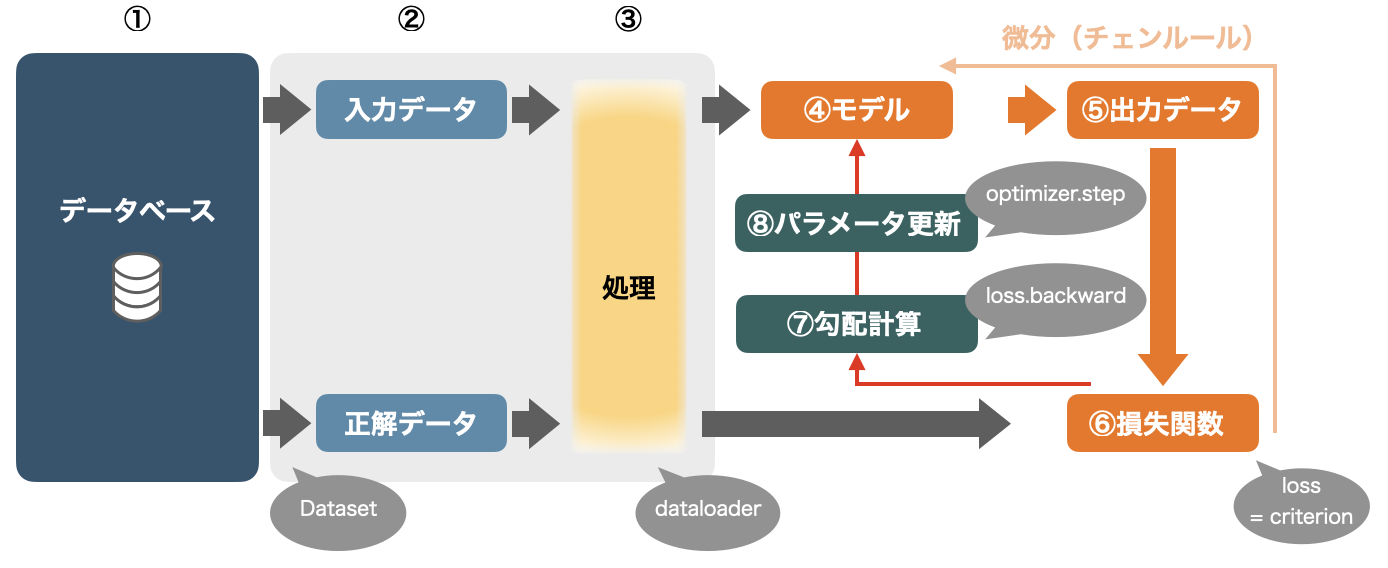 ①
②
③
微分（チェンルール）
データベース
入力データ
処理
④モデル
⑤出力データ
optimizer.step
⑧パラメータ更新
loss.backward
⑦勾配計算
正解データ
⑥損失関数
Dataset
dataloader
loss
= criterion